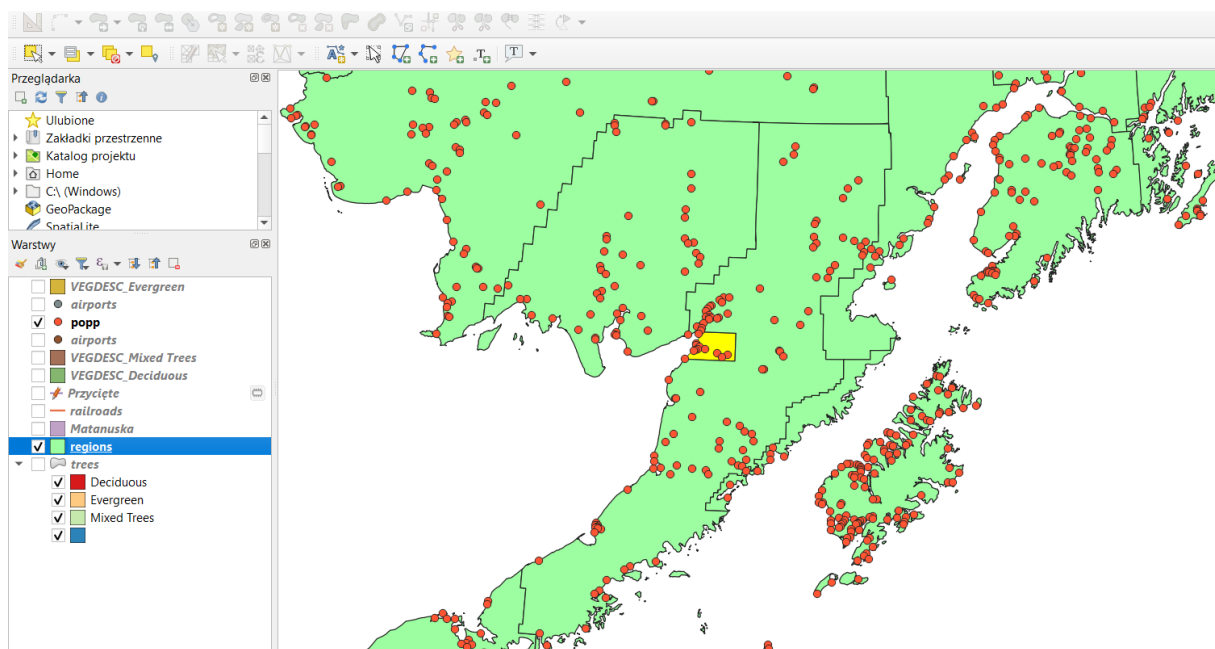 Przeglądarka
Ulubione
Zakładki przestrzenne
Katalog projektu
Home
C:\ (Windows)
GeoPackage
SpatiaLite
Warstwy
VEGDESC_Evergreen
airports
popp
airports
VEGDESC_Mixed Trees
VEGDESC_Deciduous
Przycięte
railroads
Matanuska
regions
trees
Deciduous
Evergreen
Mixed Trees